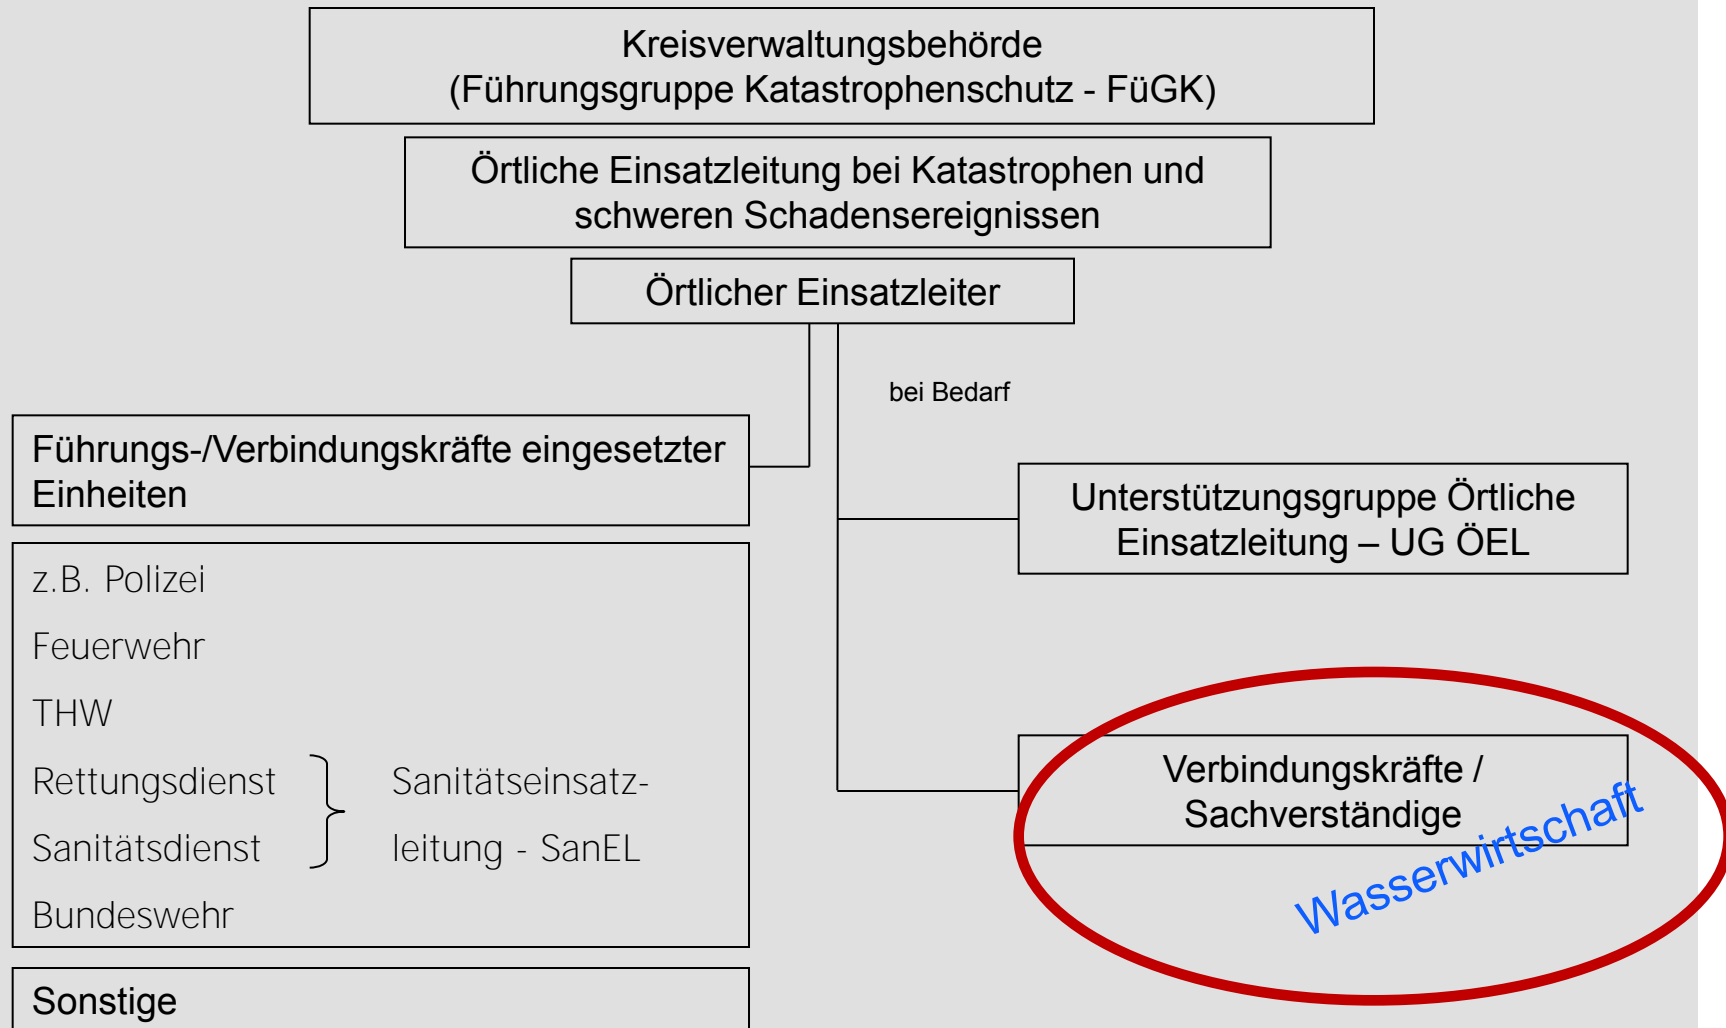 Kreisverwaltungsbehörde
(Führungsgruppe Katastrophenschutz - FüGK)
Örtliche Einsatzleitung bei Katastrophen und
schweren Schadensereignissen
Örtlicher Einsatzleiter
bei Bedarf
Führungs-/Verbindungskräfte eingesetzter
Einheiten
z.B. Polizei
Feuerwehr
THW
Rettungsdienst
Sanitätsdienst
Sanitätseinsatz-
leitung - SanEL
Bundeswehr
Sonstige
Unterstützungsgruppe Örtliche
Einsatzleitung – UG ÖEL
Verbindungskräfte /
Sachverständige
Wasserwirtschaft